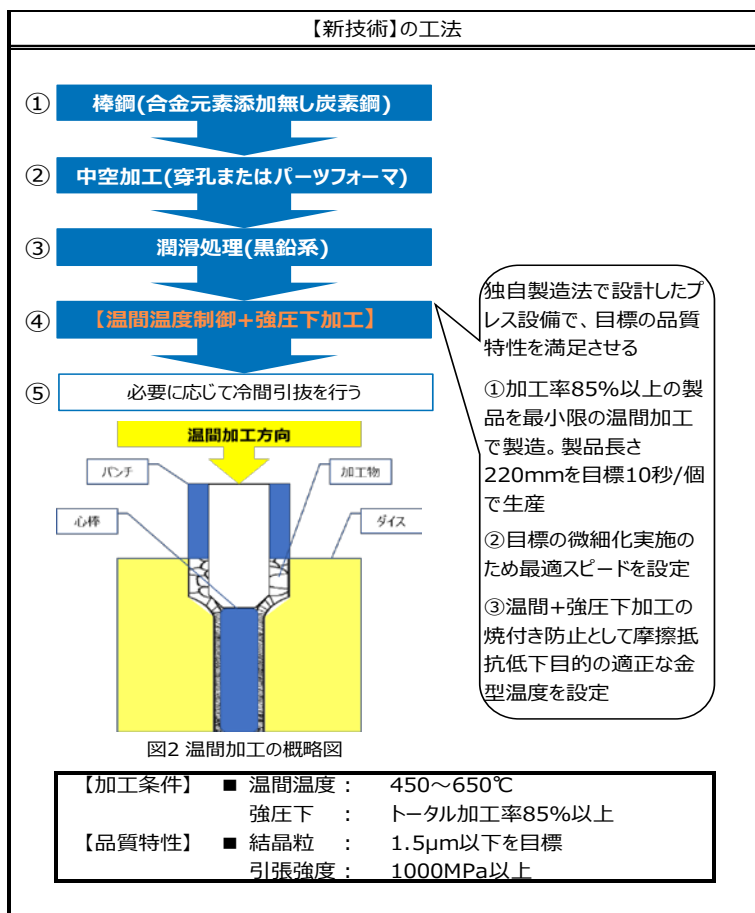 【新技術】の工法
① 棒鋼(合金元素添加無し炭素鋼)
② 中空加工(穿孔またはパーツフォーマ)
③ 潤滑処理(黒鉛系)
④ 【温間温度制御+強圧下加工】
⑤ 必要に応じて冷間引抜を行う
独自製造法で設計したプ
レス設備で、目標の品質
特性を満足させる
①加工率85%以上の製
品を最小限の温間加工
で製造。製品長さ
220mmを目標10秒/個
で生産
②目標の微細化実施の
ため最適スピードを設定
③温間+強圧下加工の
焼付き防止として摩擦抵
抗低下目的の適正な金
型温度を設定
温間加工方向
パンチ
加工物
心棒
ダイス
図2 温間加工の概略図
【加工条件】 ■ 温間温度: 450~650℃
強圧下 : トータル加工率85%以上
【品質特性】 ■ 結晶粒 : 1.5μm以下を目標
引張強度: 1000MPa以上